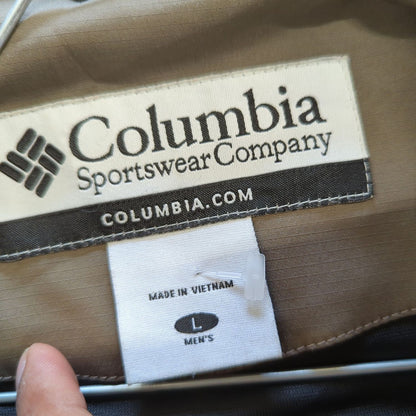 Columbia
Sportswear Company
COLUMBIA.COM
MADE IN VIETNAM
L
MEN'S